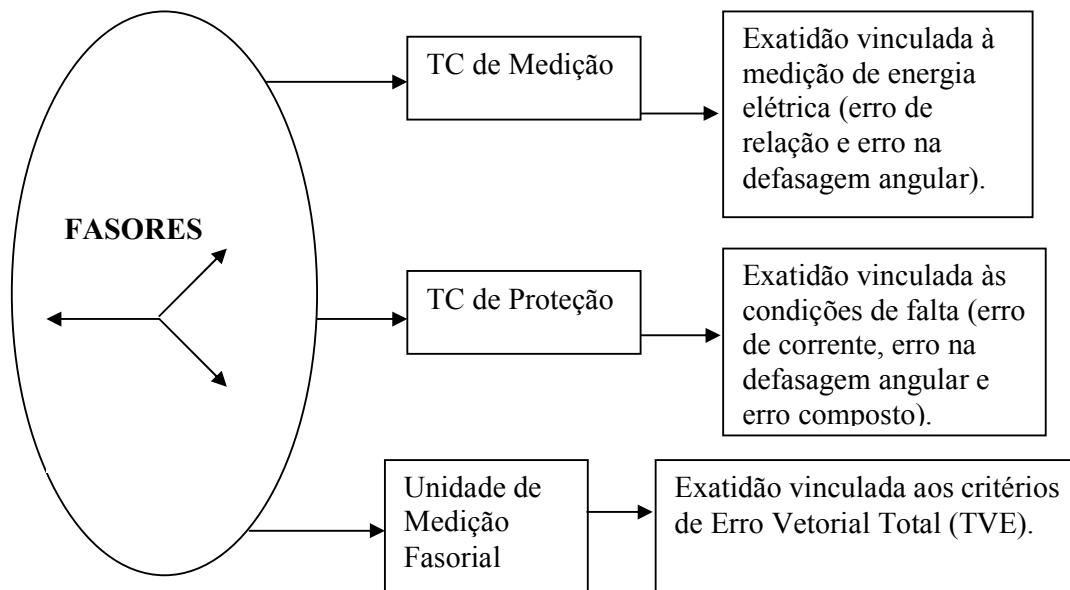 TC de Medição
Exatidão vinculada à
medição de energia
elétrica (erro de
relação e erro na
defasagem angular).
FASORES
TC de Proteção
Exatidão vinculada às
condições de falta (erro
de corrente, erro na
defasagem angular e
erro composto).
Unidade de
Medição
Fasorial
Exatidão vinculada aos critérios
de Erro Vetorial Total (TVE).